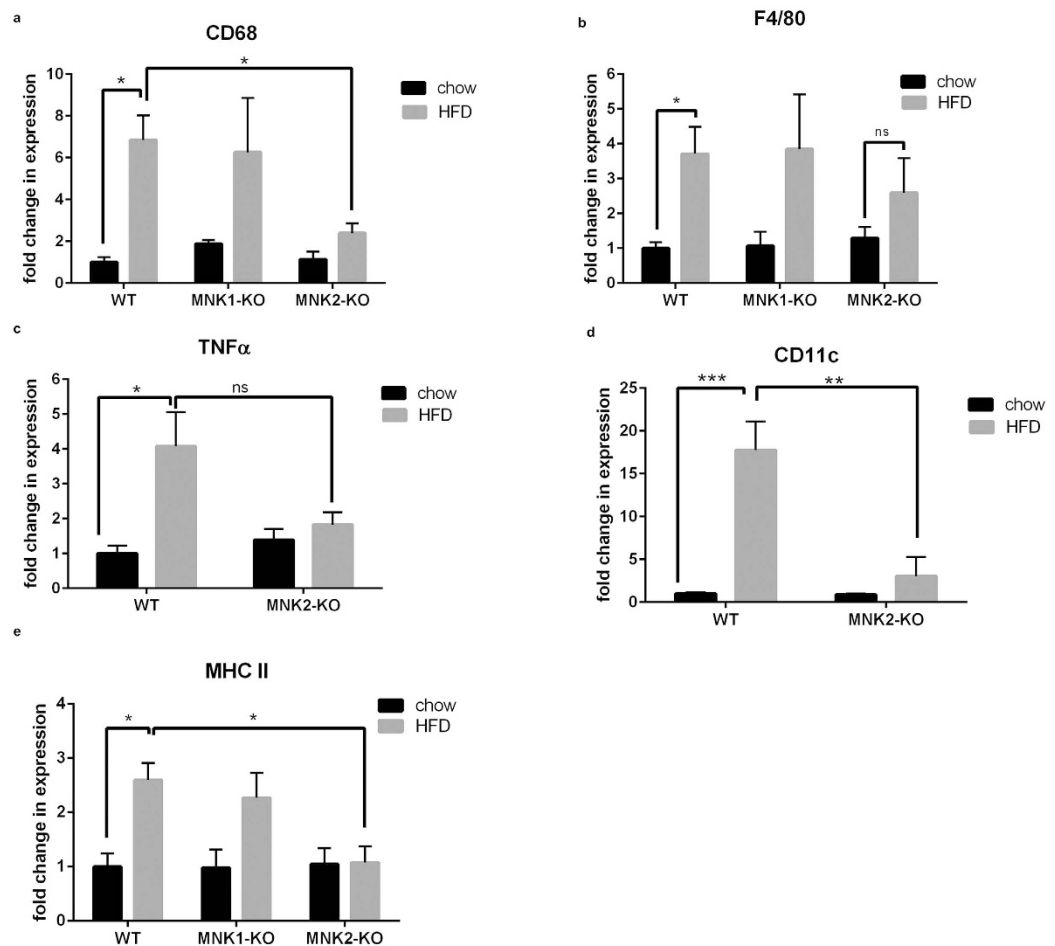 a
CD68
fold change in expression
10
8
6
4
2
0
*
*
chow
HFD
WT MNK1-KO MNK2-KO
b
F4/80
fold change in expression
6
5
4
3
2
1
0
*
ns
chow
HFD
WT MNK1-KO MNK2-KO
c
TNFα
fold change in expression
6
5
4
3
2
1
0
*
ns
chow
HFD
WT MNK2-KO
d
CD11c
fold change in expression
25
20
15
10
5
0
***
**
chow
HFD
WT MNK2-KO
e
MHC II
fold change in expression
4
3
2
1
0
*
*
chow
HFD
WT MNK1-KO MNK2-KO